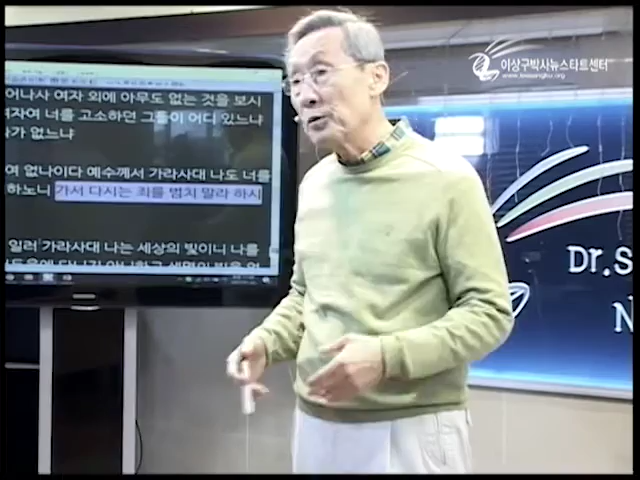 이상구박사뉴스타트센터
www.leesangku.org
어나사 여자 외에 아무도 없는 것을 보시
여자여 너를 고소하던 그들이 어디 있느냐
가 없느냐
여 없나이다 예수께서 가라사대 나도 너를
하노니 가서 다시는 죄를 범치 말라 하시
일러 가라사대 나는 세상의 빛이니 나를
Dr.S
N